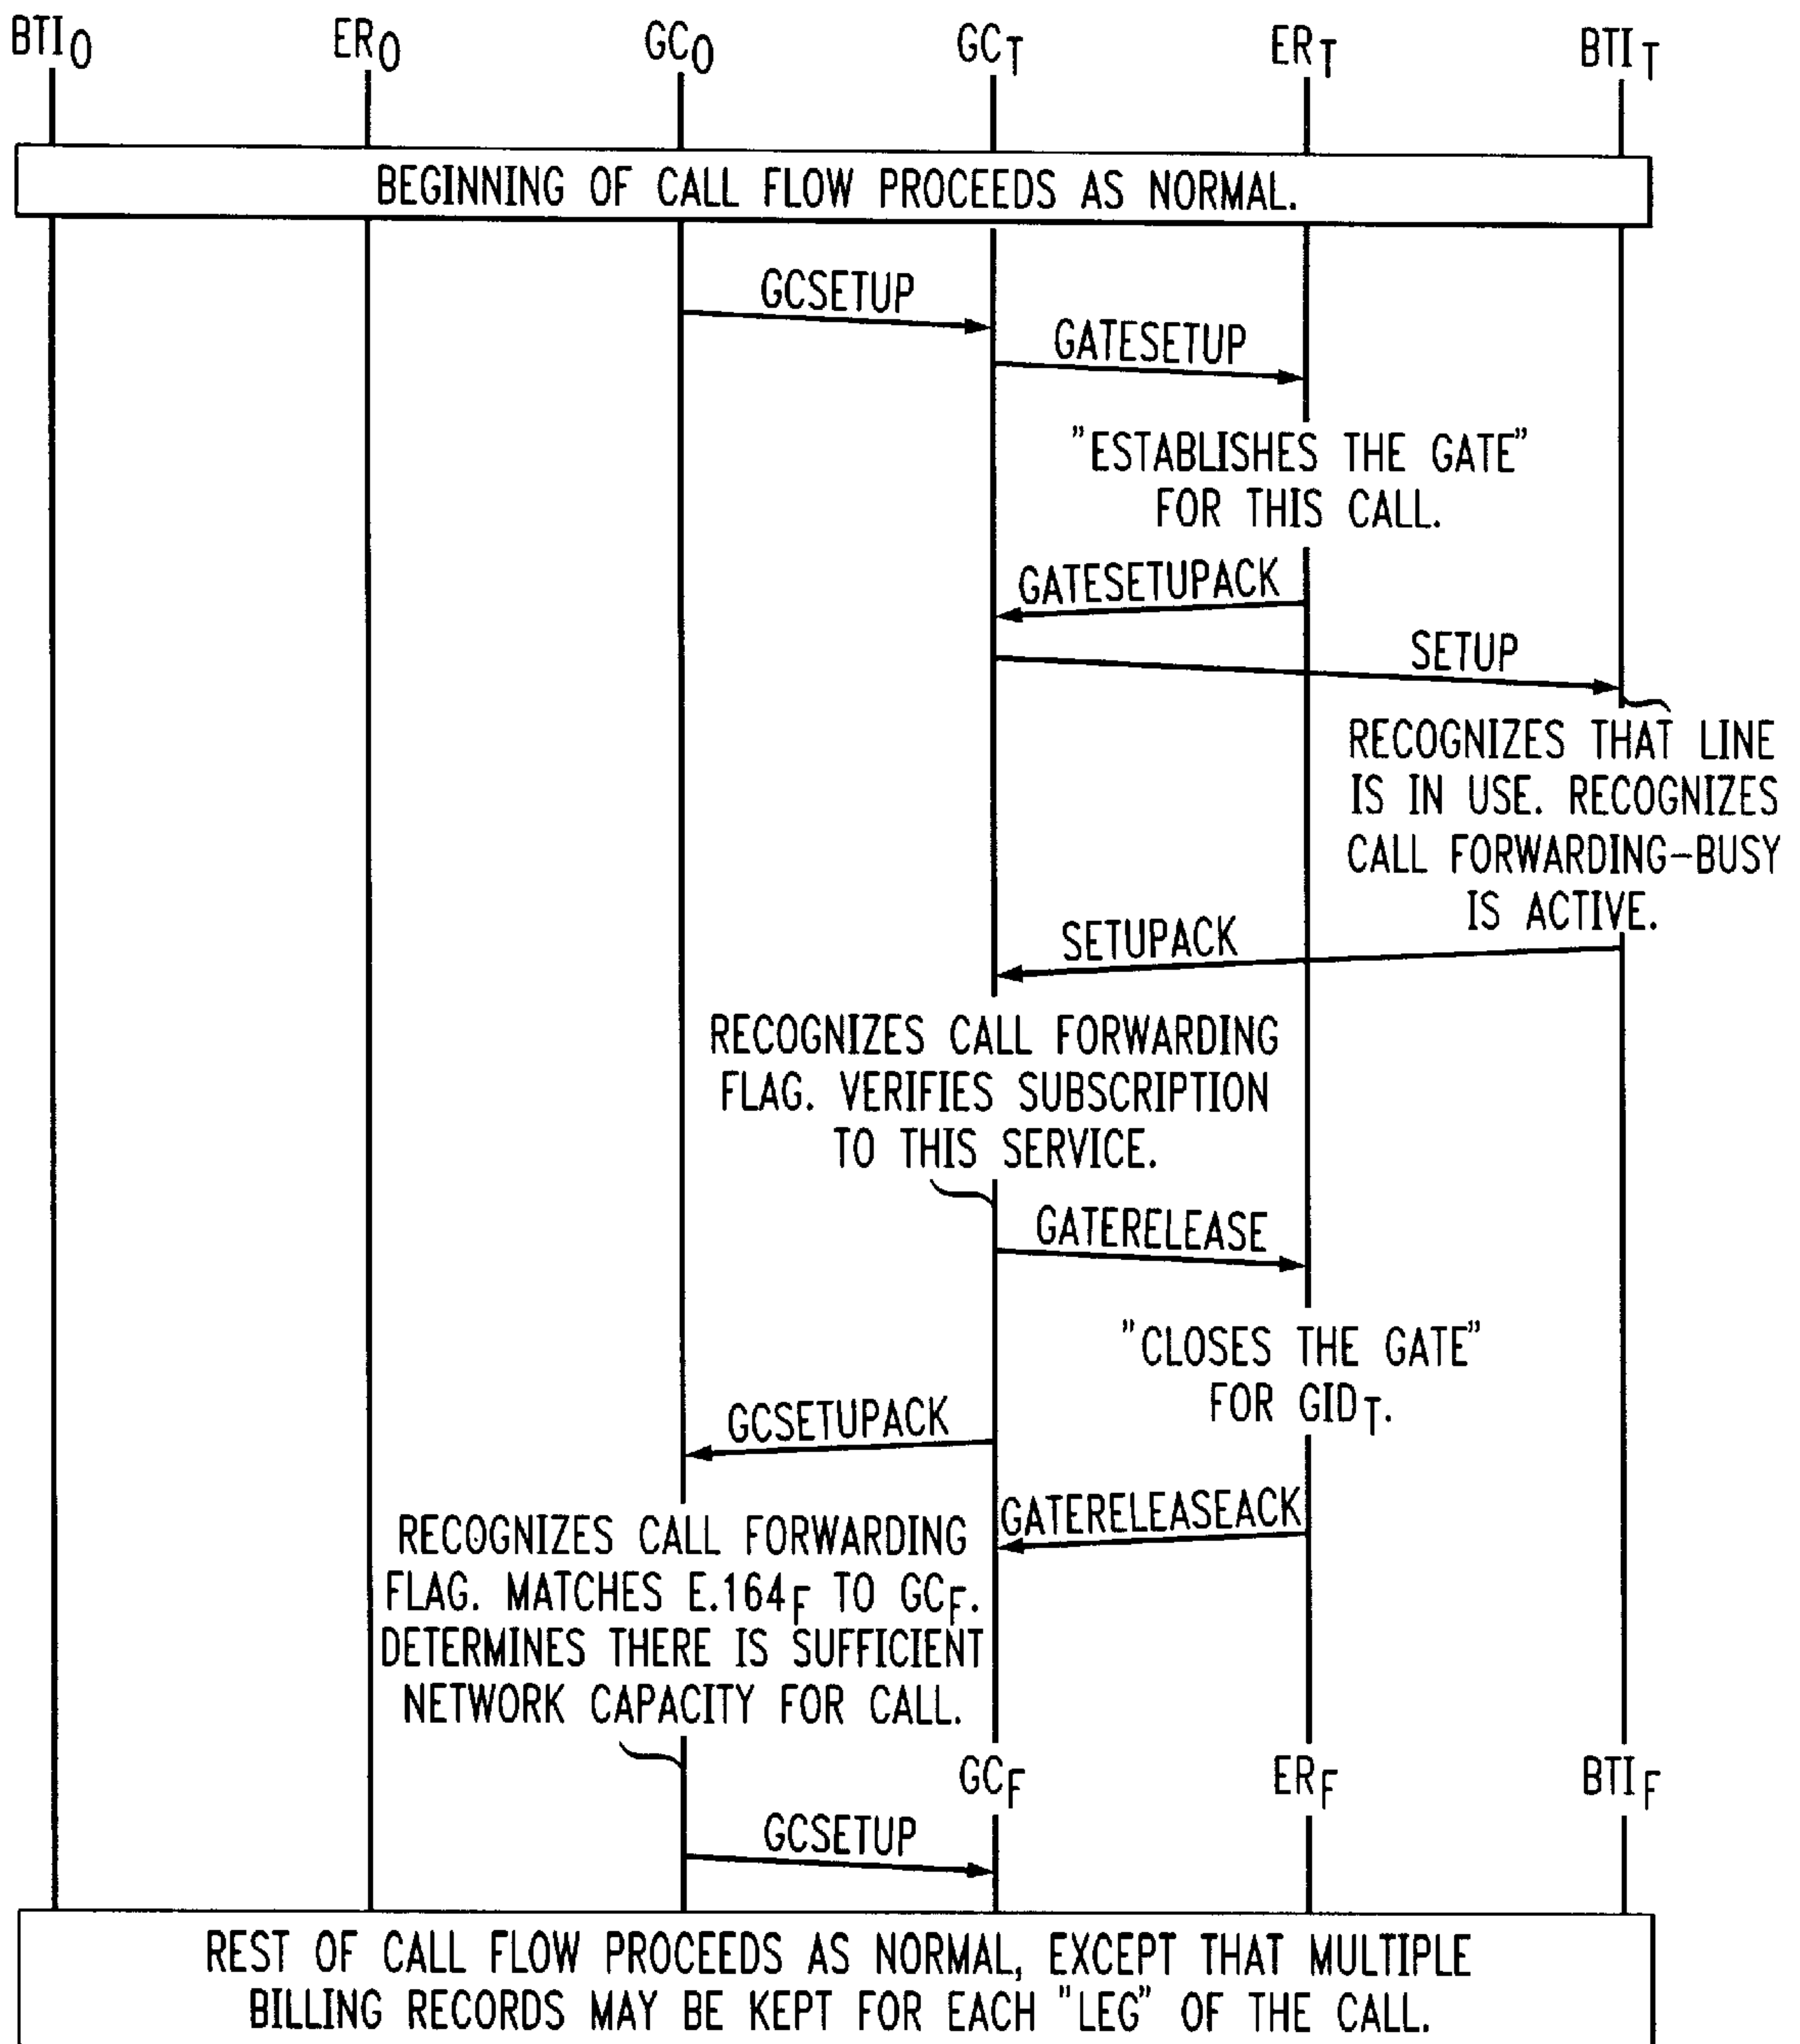 BTIO ERO GCO GCT ERT BTIT
BEGINNING OF CALL FLOW PROCEEDS AS NORMAL.
GCSETUP
GATESETUP
"ESTABLISHES THE GATE"
FOR THIS CALL.
GATESETUPACK
SETUP
RECOGNIZES THAT LINE
IS IN USE. RECOGNIZES
CALL FORWARDING-BUSY
IS ACTIVE.
SETUPACK
RECOGNIZES CALL FORWARDING
FLAG. VERIFIES SUBSCRIPTION
TO THIS SERVICE.
GATERELEASE
"CLOSES THE GATE"
FOR GIDT.
GCSETUPACK
GATERELEASEACK
RECOGNIZES CALL FORWARDING
FLAG. MATCHES E.164F TO GCF.
DETERMINES THERE IS SUFFICIENT
NETWORK CAPACITY FOR CALL.
GCF ERF BTIF
GCSETUP
REST OF CALL FLOW PROCEEDS AS NORMAL, EXCEPT THAT MULTIPLE
BILLING RECORDS MAY BE KEPT FOR EACH "LEG" OF THE CALL.